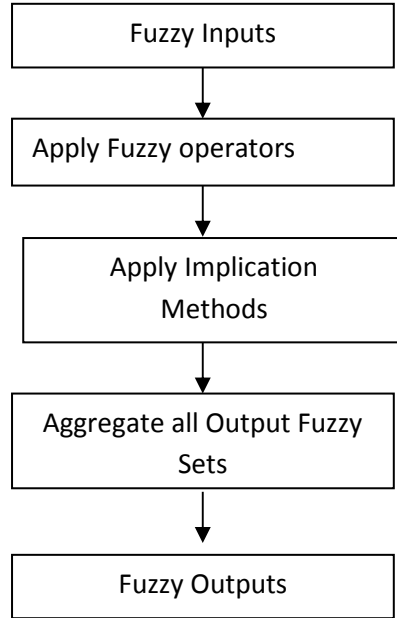 Fuzzy Inputs
Apply Fuzzy operators
Apply Implication
Methods
Aggregate all Output Fuzzy
Sets
Fuzzy Outputs